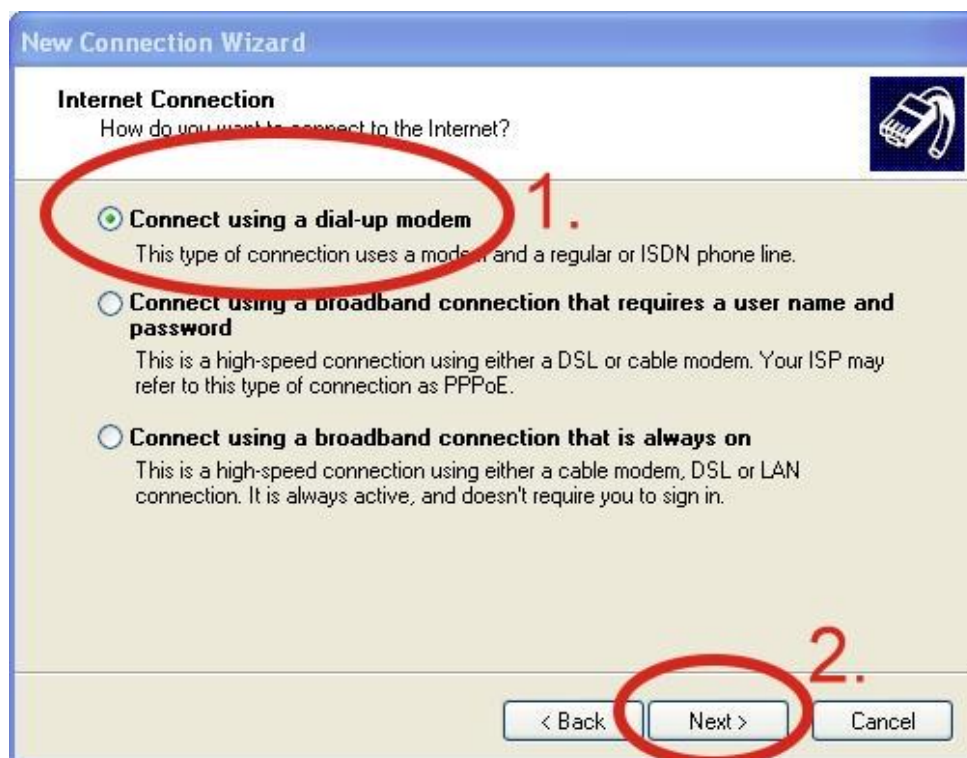 New Connection Wizard
Internet Connection
How do you want to connect to the Internet?
1.
Connect using a dial-up modem
This type of connection uses a modem and a regular or ISDN phone line.
Connect using a broadband connection that requires a user name and
password
This is a high-speed connection using either a DSL or cable modem. Your ISP may
refer to this type of connection as PPPoE.
Connect using a broadband connection that is always on
This is a high-speed connection using either a cable modem, DSL or LAN
connection. It is always active, and doesn't require you to sign in.
2.
< Back Next > Cancel